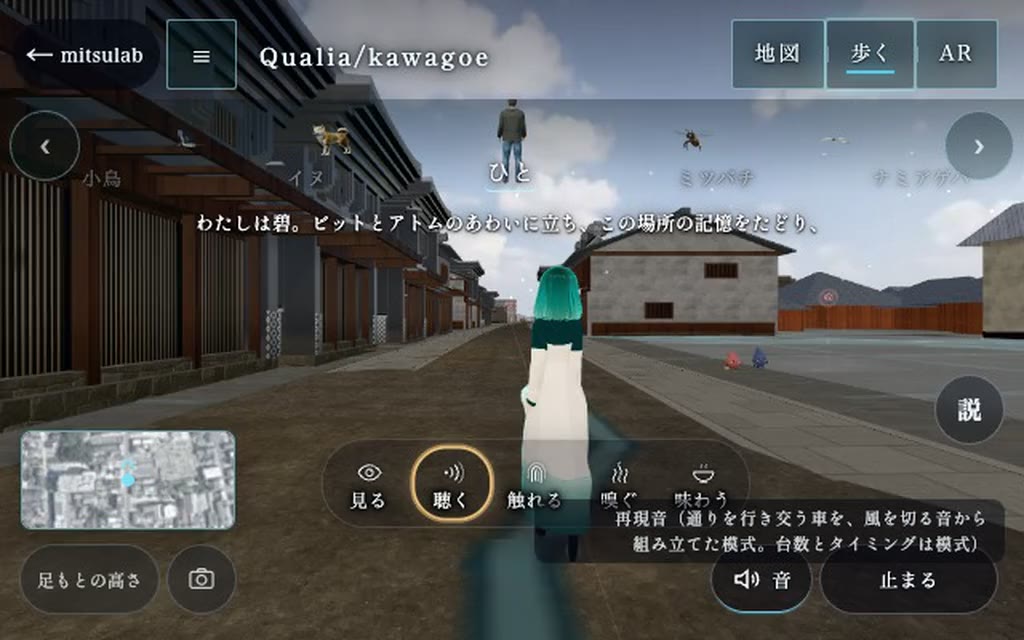 ← mitsulab
Qualia/kawagoe
地図
歩く
AR
小鳥
イヌ
ひと
ミツバチ
ナミアゲハ
わたしは碧。ビットとアトムのあわいに立ち、この場所の記憶をたどり、
説
見る
聴く
触れる
嗅ぐ
味わう
再現音（通りを行き交う車を、風を切る音から
組み立てた模式。台数とタイミングは模式）
足もとの高さ
音
止まる